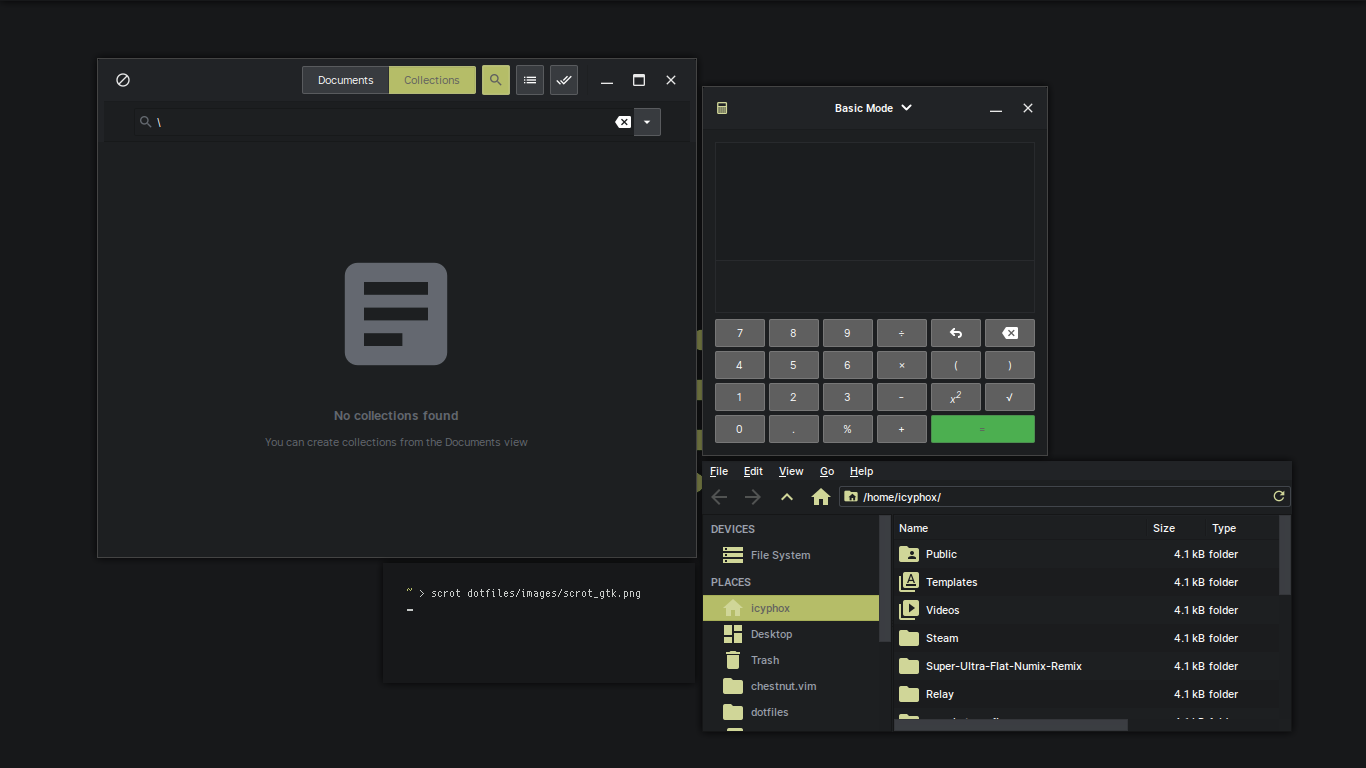 Documents Collections
\
No collections found
You can create collections from the Documents view
Basic Mode
7 8 9 ÷
4 5 6 × ( )
1 2 3 − x² √
0 . % + =
~ > scrot dotfiles/images/scrot_gtk.png
File Edit View Go Help
/home/icyphox/
DEVICES
File System
PLACES
icyphox
Desktop
Trash
chestnut.vim
dotfiles
Name Size Type
Public 4.1 kB folder
Templates 4.1 kB folder
Videos 4.1 kB folder
Steam 4.1 kB folder
Super-Ultra-Flat-Numix-Remix 4.1 kB folder
Relay 4.1 kB folder